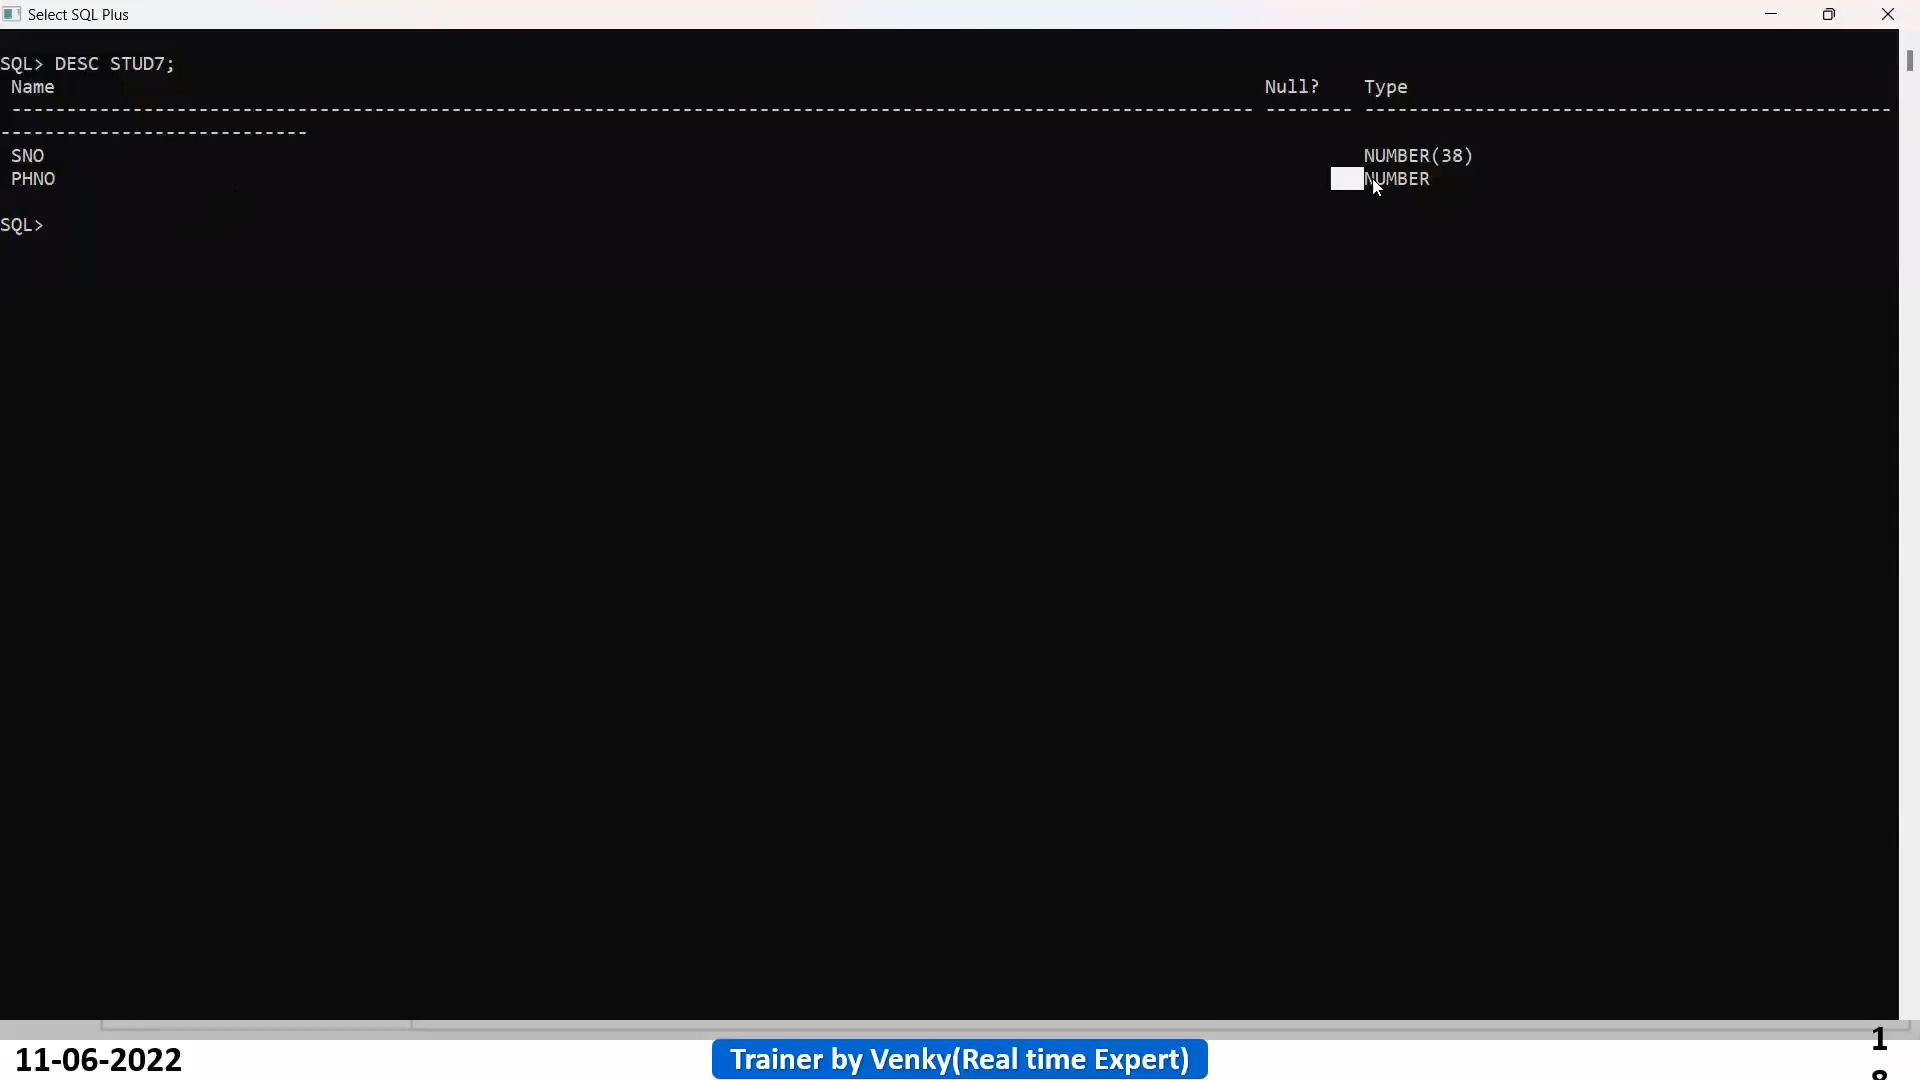 Select SQL Plus
SQL> DESC STUD7;
Name Null? Type
----------------------------------------------------------------------------------------------------------------- -------- ------------------------------------------------
----------------------------
SNO NUMBER(38)
PHNO NUMBER
SQL>
11-06-2022
Trainer by Venky(Real time Expert)
1